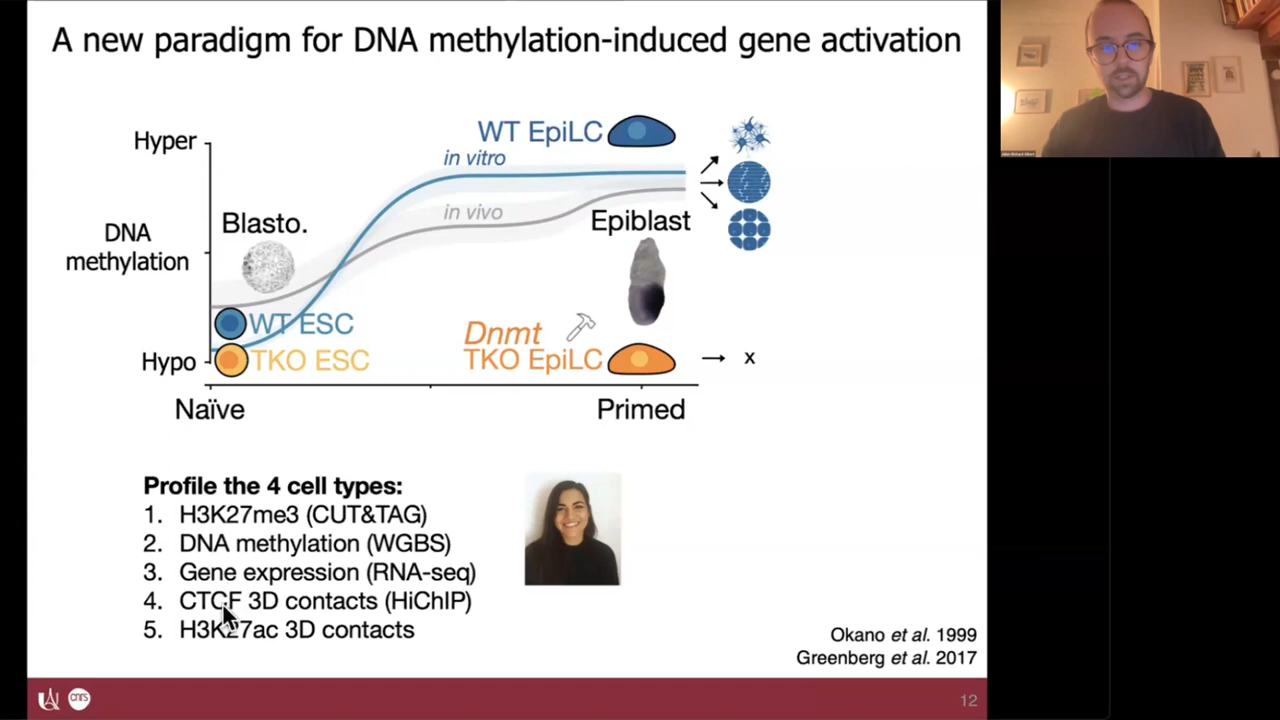 A new paradigm for DNA methylation-induced gene activation
Hyper
WT EpiLC
in vitro
in vivo
Blasto.
Epiblast
DNA
methylation
WT ESC
Dnmt
Hypo
TKO ESC
TKO EpiLC
x
Naïve
Primed
Profile the 4 cell types:
1. H3K27me3 (CUT&TAG)
2. DNA methylation (WGBS)
3. Gene expression (RNA-seq)
4. CTCF 3D contacts (HiChIP)
5. H3K27ac 3D contacts
Okano et al. 1999
Greenberg et al. 2017
cnrs
12